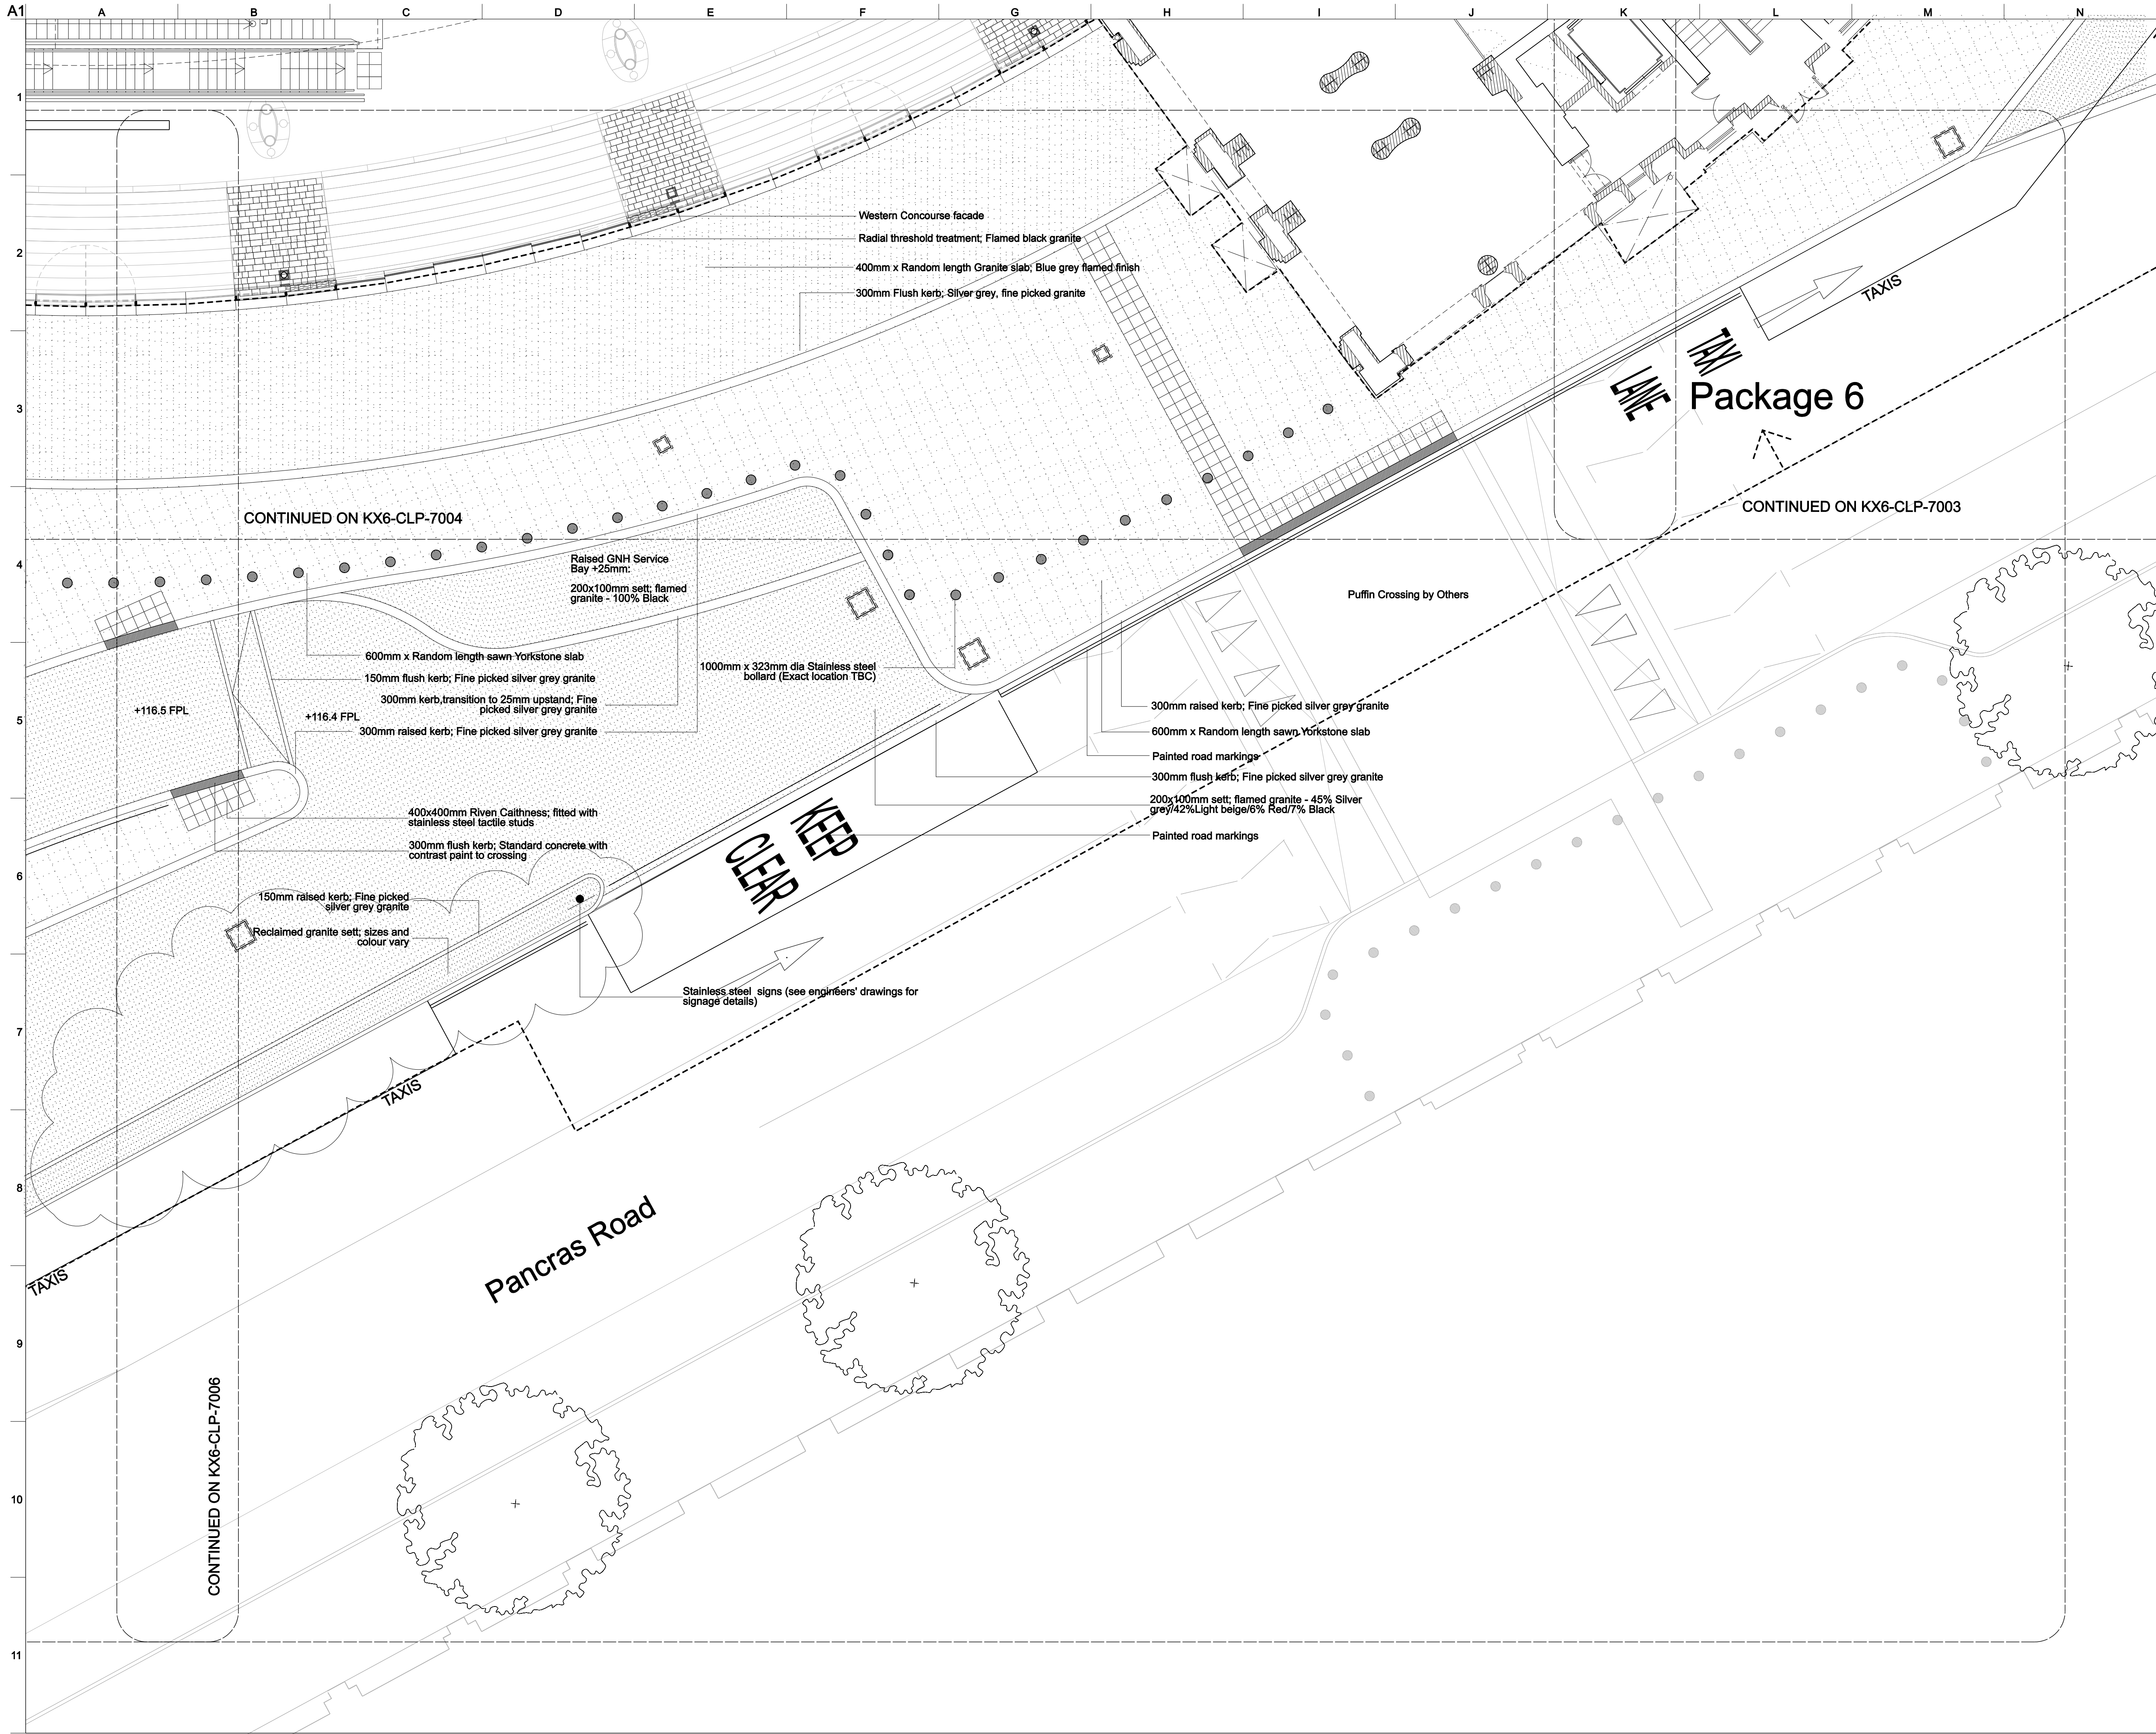 A1
A B C D E F G H I J K L M N
1
2
3
4
5
6
7
8
9
10
11
Western Concourse facade
Radial threshold treatment; Flamed black granite
400mm x Random length Granite slab; Blue grey flamed finish
300mm Flush kerb; Silver grey, fine picked granite
TAXIS
TAXI
LANE
Package 6
CONTINUED ON KX6-CLP-7004
CONTINUED ON KX6-CLP-7003
Raised GNH Service
Bay +25mm:
200x100mm sett; flamed
granite - 100% Black
Puffin Crossing by Others
600mm x Random length sawn Yorkstone slab
150mm flush kerb; Fine picked silver grey granite
300mm kerb,transition to 25mm upstand; Fine
picked silver grey granite
300mm raised kerb; Fine picked silver grey granite
1000mm x 323mm dia Stainless steel
bollard (Exact location TBC)
+116.5 FPL
+116.4 FPL
300mm raised kerb; Fine picked silver grey granite
600mm x Random length sawn Yorkstone slab
Painted road markings
300mm flush kerb; Fine picked silver grey granite
200x100mm sett; flamed granite - 45% Silver
grey/42%Light beige/6% Red/7% Black
Painted road markings
400x400mm Riven Caithness; fitted with
stainless steel tactile studs
300mm flush kerb; Standard concrete with
contrast paint to crossing
KEEP
CLEAR
150mm raised kerb; Fine picked
silver grey granite
Reclaimed granite sett; sizes and
colour vary
Stainless steel signs (see engineers' drawings for
signage details)
TAXIS
TAXIS
Pancras Road
CONTINUED ON KX6-CLP-7006